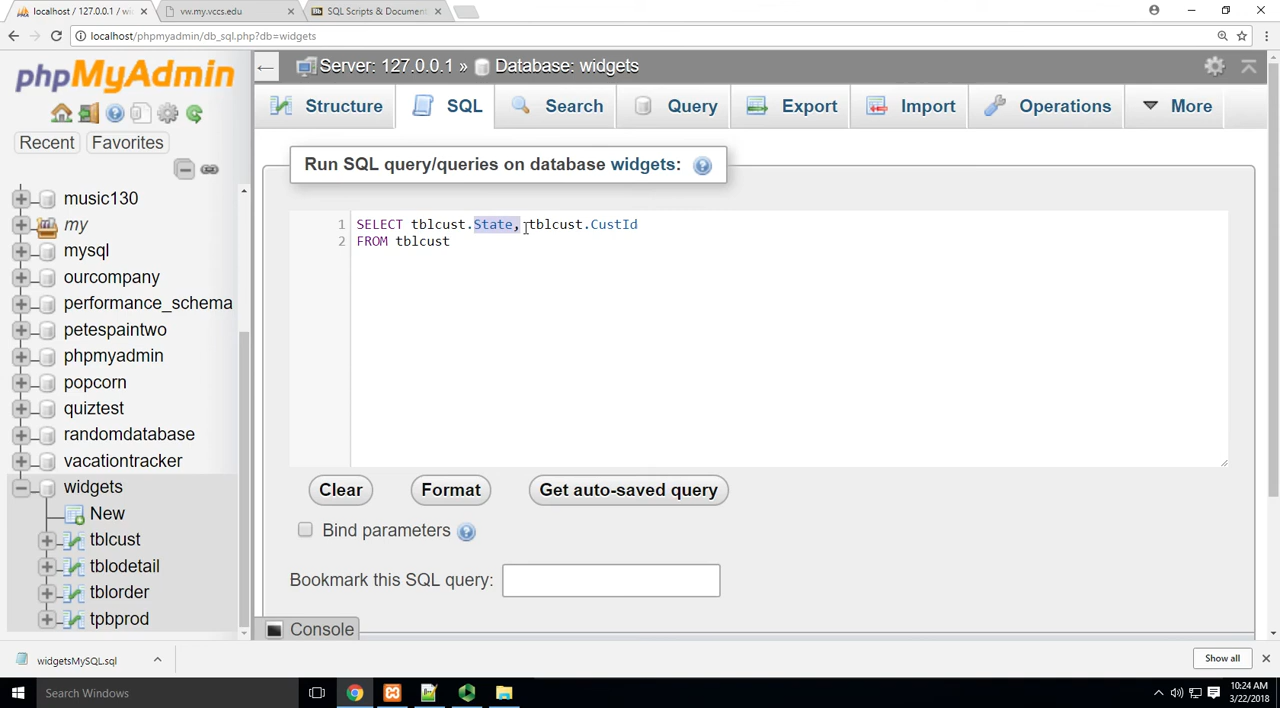 localhost / 127.0.0.1 / wi
vw.my.vccs.edu
SQL Scripts & Document
localhost/phpmyadmin/db_sql.php?db=widgets
phpMyAdmin
Recent
Favorites
music130
my
mysql
ourcompany
performance_schema
petespaintwo
phpmyadmin
popcorn
quiztest
randomdatabase
vacationtracker
widgets
New
tblcust
tblodetail
tblorder
tpbprod
Server: 127.0.0.1 » Database: widgets
Structure
SQL
Search
Query
Export
Import
Operations
More
Run SQL query/queries on database widgets:
1 SELECT tblcust.State, tblcust.CustId
2 FROM tblcust
Clear
Format
Get auto-saved query
Bind parameters
Bookmark this SQL query:
Console
widgetsMySQL.sql
Show all
Search Windows
10:24 AM
3/22/2018